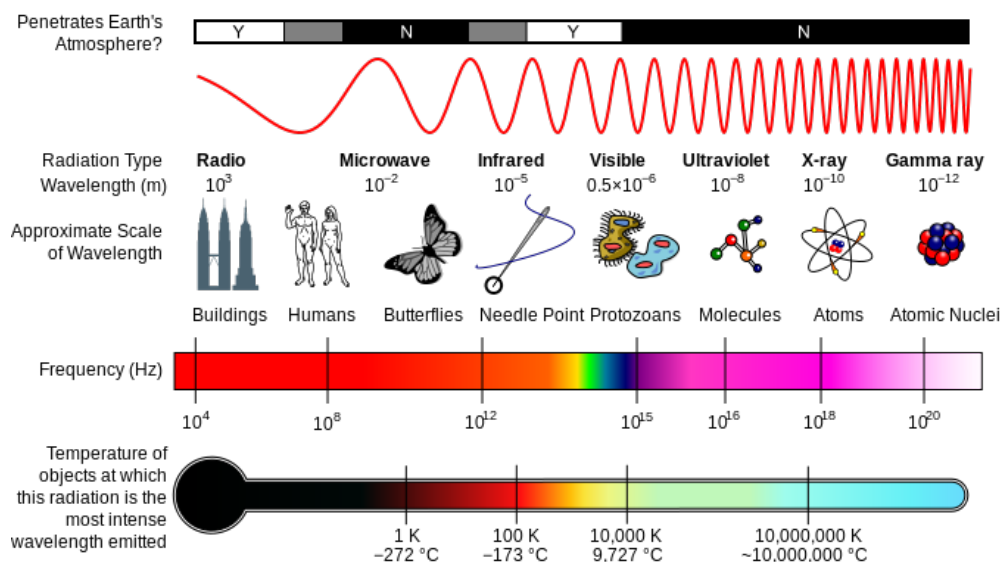 Penetrates Earth's
Atmosphere?
Y N Y N
Radiation Type
Radio Microwave Infrared Visible Ultraviolet X-ray Gamma ray
Wavelength (m)
10³ 10⁻² 10⁻⁵ 0.5×10⁻⁶ 10⁻⁸ 10⁻¹⁰ 10⁻¹²
Approximate Scale
of Wavelength
Buildings Humans Butterflies Needle Point Protozoans Molecules Atoms Atomic Nuclei
Frequency (Hz)
10⁴ 10⁸ 10¹² 10¹⁵ 10¹⁶ 10¹⁸ 10²⁰
Temperature of
objects at which
this radiation is the
most intense
wavelength emitted
1 K 100 K 10,000 K 10,000,000 K
−272 °C −173 °C 9,727 °C ~10,000,000 °C